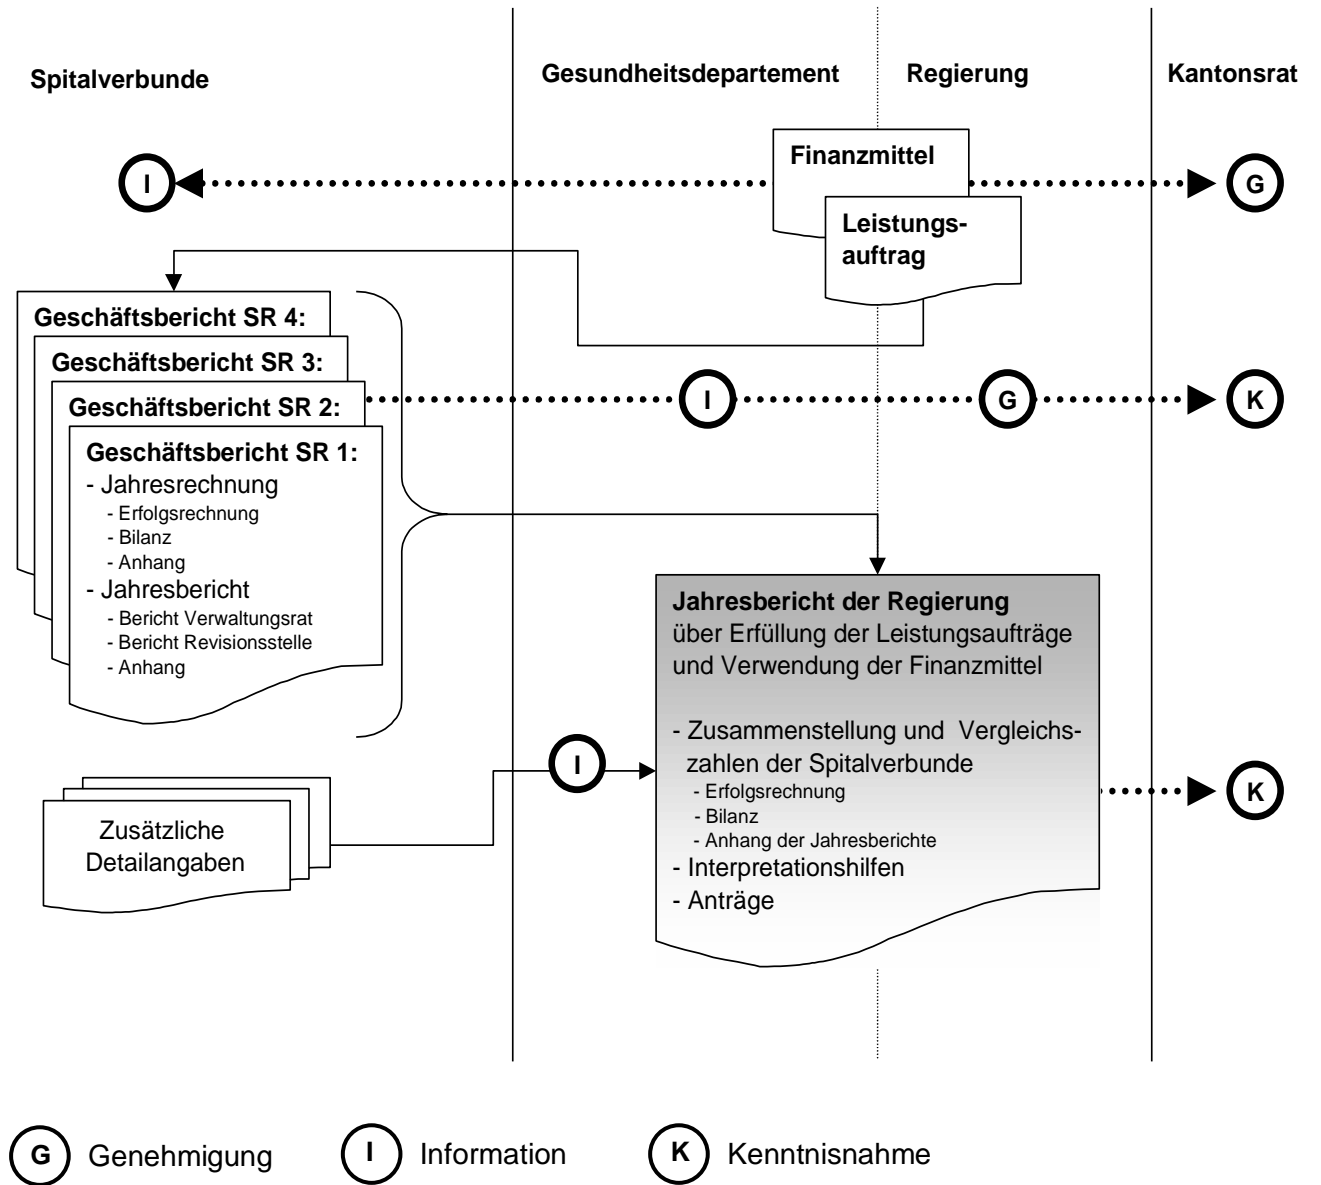 Spitalverbunde
Gesundheitsdepartement
Regierung
Kantonsrat
Finanzmittel
I
G
Leistungs-
auftrag
Geschäftsbericht SR 4:
Geschäftsbericht SR 3:
Geschäftsbericht SR 2:
I
G
K
Geschäftsbericht SR 1:
- Jahresrechnung
- Erfolgsrechnung
- Bilanz
- Anhang
- Jahresbericht
- Bericht Verwaltungsrat
- Bericht Revisionsstelle
- Anhang
Jahresbericht der Regierung
über Erfüllung der Leistungsaufträge
und Verwendung der Finanzmittel
- Zusammenstellung und Vergleichs-
zahlen der Spitalverbunde
- Erfolgsrechnung
- Bilanz
- Anhang der Jahresberichte
- Interpretationshilfen
- Anträge
I
K
Zusätzliche
Detailangaben
G Genehmigung
I Information
K Kenntnisnahme